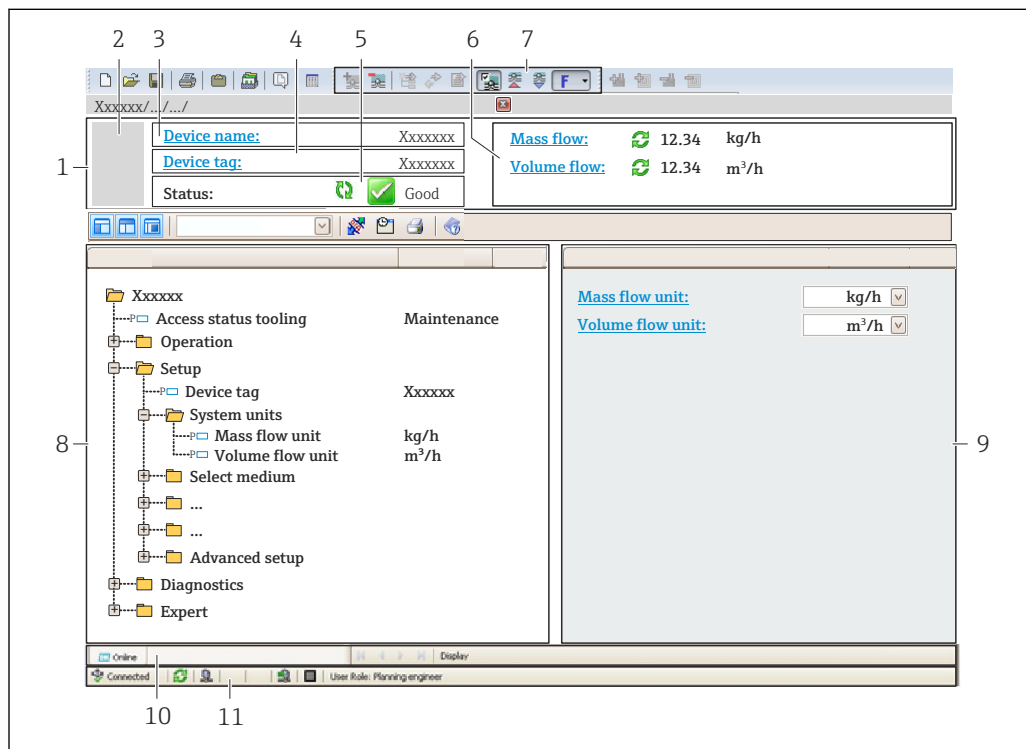 2 3 4 5 6 7
F
Xxxxxx/.../.../
1
Device name: Xxxxxxx
Device tag: Xxxxxxx
Status: Good
Mass flow: 12.34 kg/h
Volume flow: 12.34 m³/h
Xxxxxx
P Access status tooling Maintenance
Operation
Setup
P Device tag Xxxxxx
System units
P Mass flow unit kg/h
P Volume flow unit m³/h
Select medium
...
...
Advanced setup
Diagnostics
Expert
8
Mass flow unit: kg/h
Volume flow unit: m³/h
9
Online Display
Connected User Role: Planning engineer
10 11